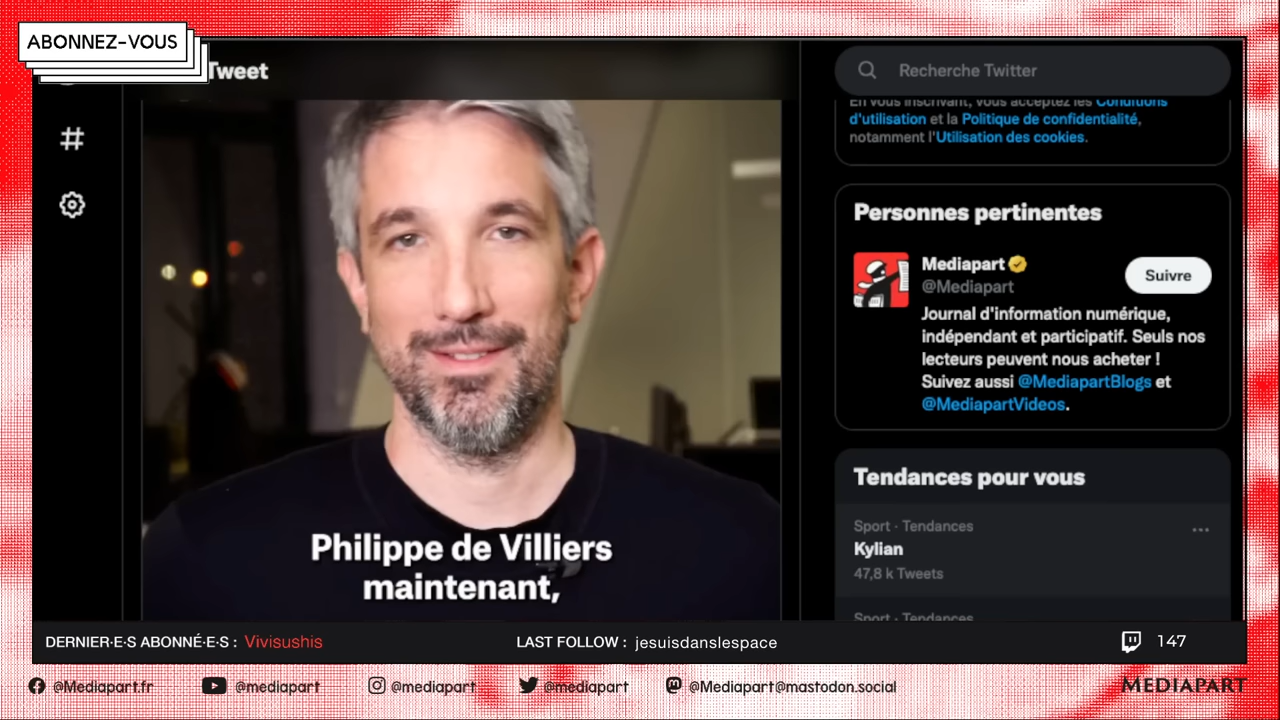 ABONNEZ-VOUS
Tweet
Recherche Twitter
En vous inscrivant, vous acceptez les Conditions
d'utilisation et la Politique de confidentialité,
notamment l'Utilisation des cookies.
Personnes pertinentes
Mediapart
@Mediapart
Suivre
Journal d'information numérique,
indépendant et participatif. Seuls nos
lecteurs peuvent nous acheter !
Suivez aussi @MediapartBlogs et
@MediapartVideos.
Tendances pour vous
Sport · Tendances
Kylian
47,8 k Tweets
Sport · Tendances
Philippe de Villiers
maintenant,
DERNIER·E·S ABONNÉ·E·S : Vivisushis
LAST FOLLOW : jesuisdanslespace
147
@Mediapart.fr
@mediapart
@mediapart
@mediapart
@Mediapart@mastodon.social
MEDIAPART